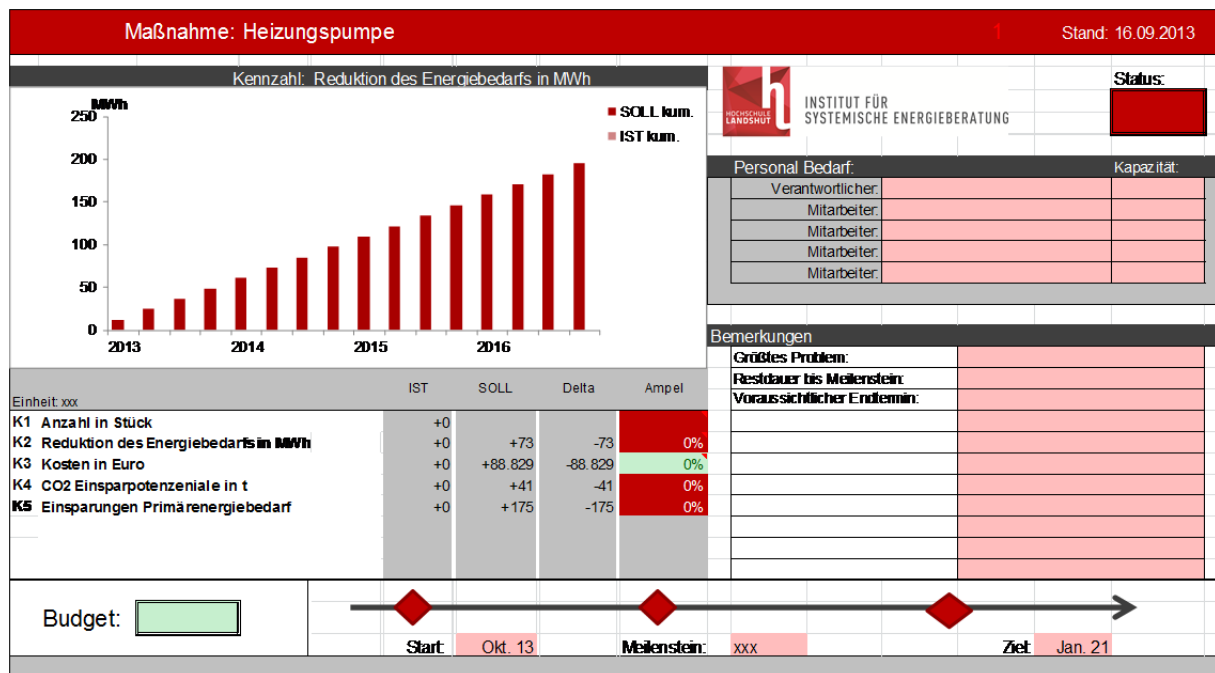 Maßnahme: Heizungspumpe 1 Stand: 16.09.2013
Kennzahl: Reduktion des Energiebedarfs in MWh
MWh
250
200
150
100
50
0
2013 2014 2015 2016
SOLL kum.
IST kum.
HOCHSCHULE
LANDSHUT
INSTITUT FÜR
SYSTEMISCHE ENERGIEBERATUNG
Status:
Personal Bedarf: Kapazität:
Verantwortlicher:
Mitarbeiter:
Mitarbeiter:
Mitarbeiter:
Mitarbeiter:
Bemerkungen
Größtes Problem:
Restdauer bis Meilenstein:
Voraussichtlicher Endtermin:
Einheit: xxx IST SOLL Delta Ampel
K1 Anzahl in Stück +0
K2 Reduktion des Energiebedarfs in MWh +0 +73 -73 0%
K3 Kosten in Euro +0 +88.829 -88.829 0%
K4 CO2 Einsparpotenzeniale in t +0 +41 -41 0%
K5 Einsparungen Primärenergiebedarf +0 +175 -175 0%
Budget:
Start: Okt. 13 Meilenstein: xxx Ziel: Jan. 21